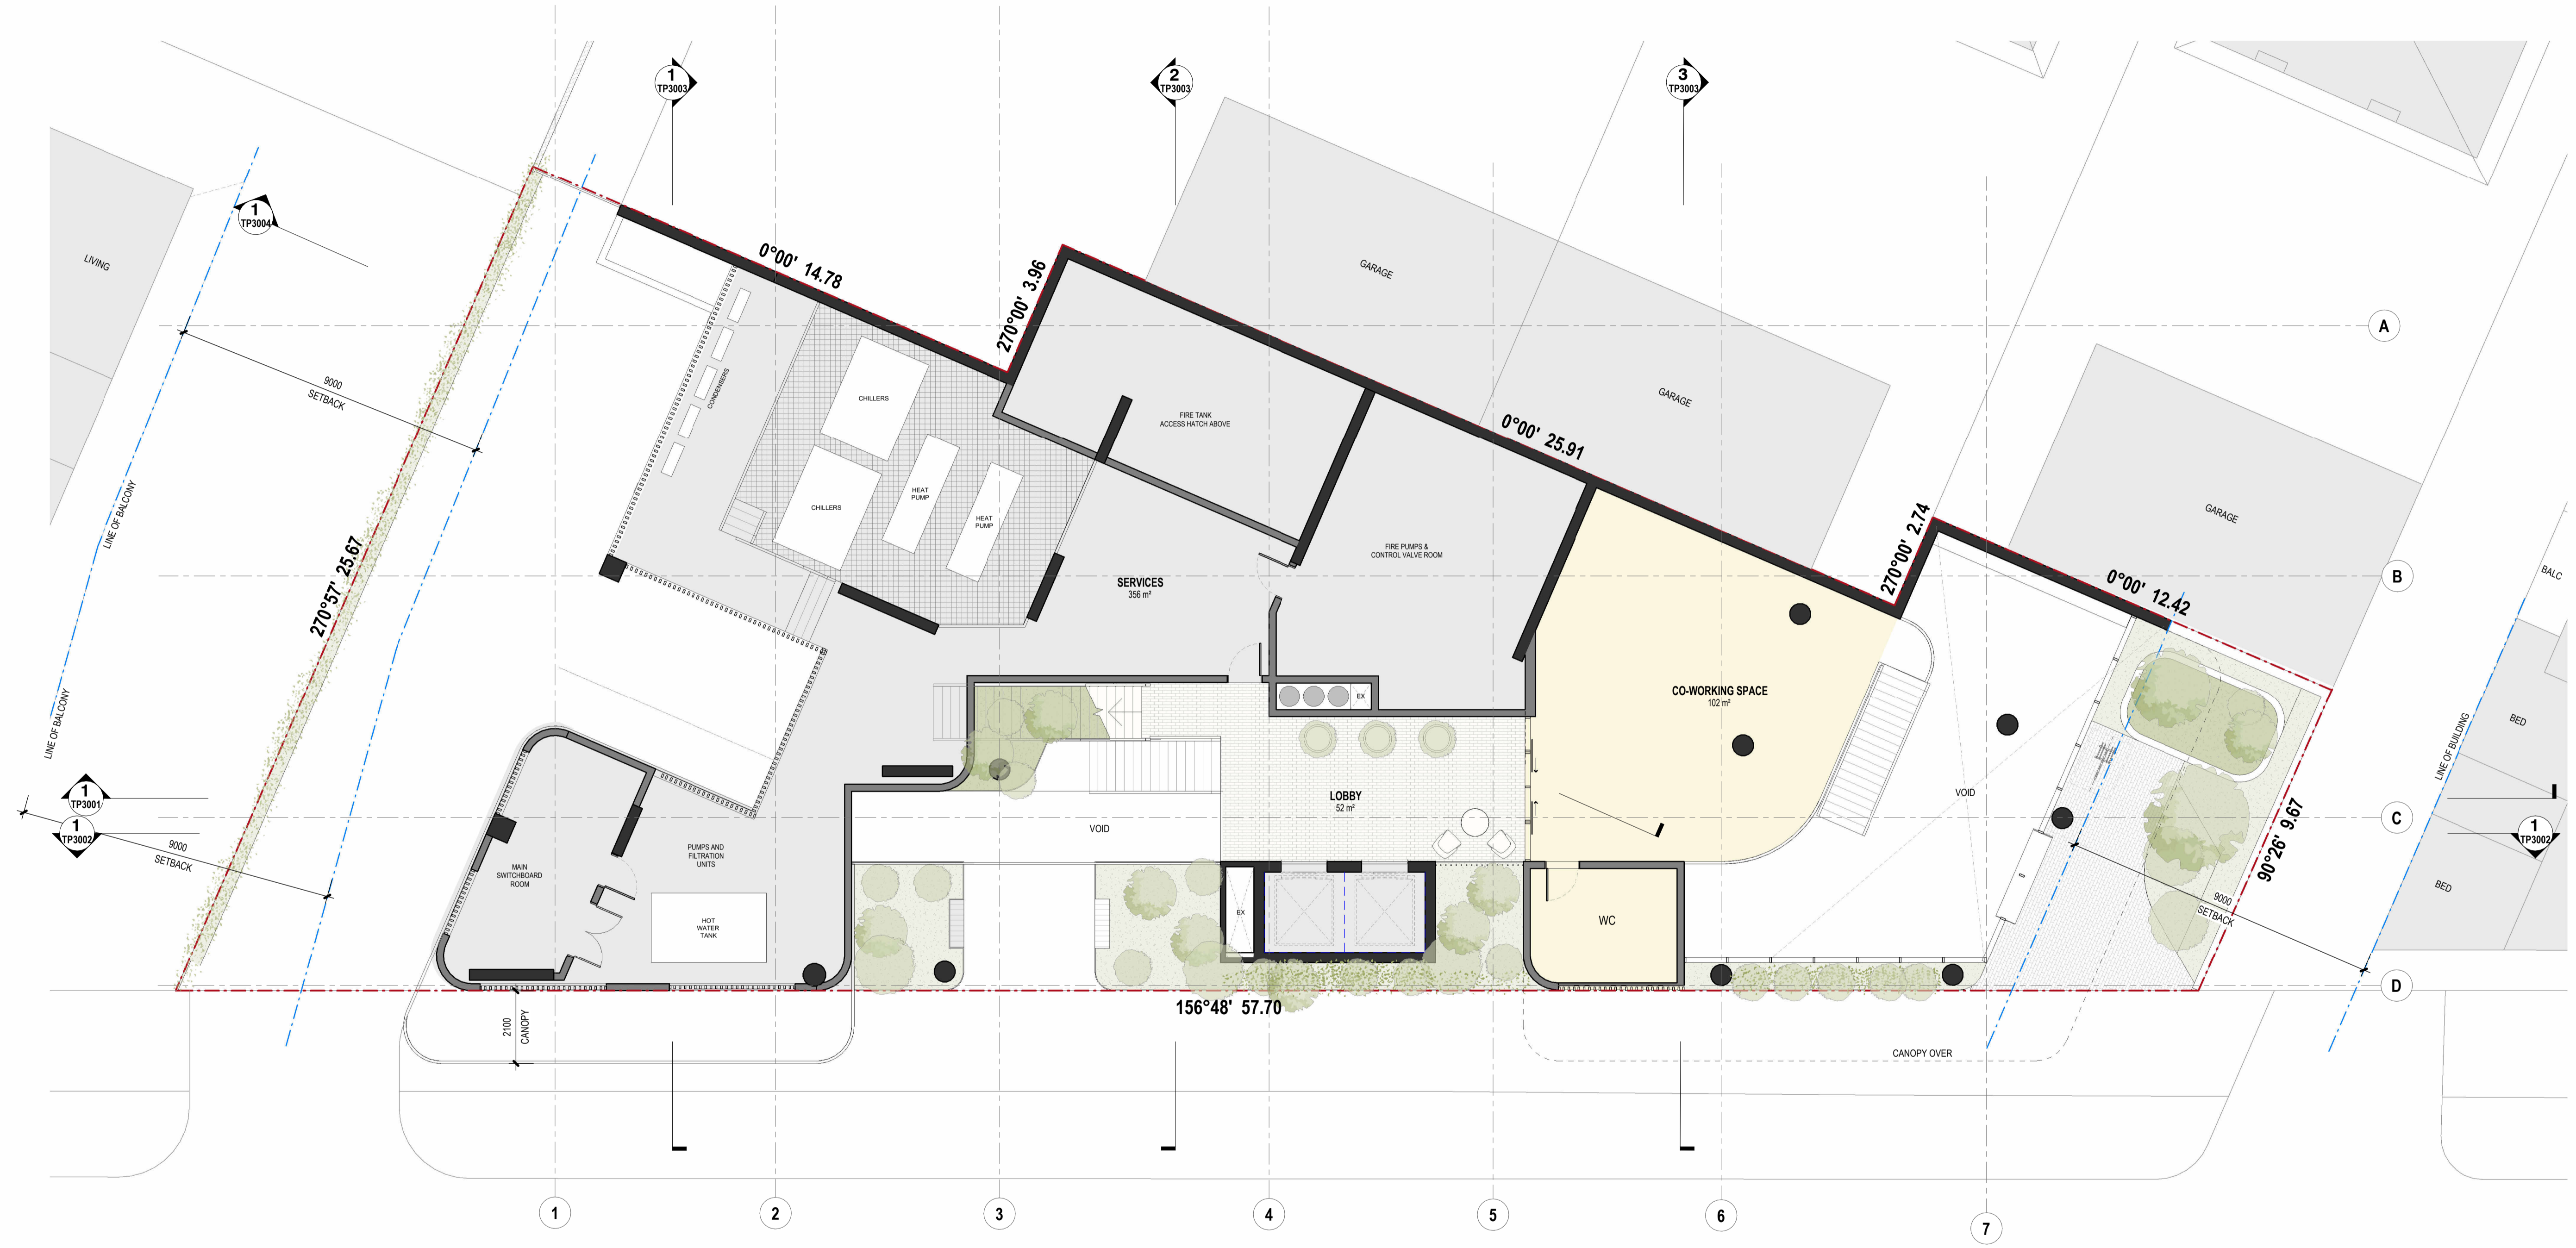 1
TP3003
2
TP3003
3
TP3003
1
TP3004
LIVING
0°00' 14.78
270°00' 3.96
GARAGE
A
9000
SETBACK
CONDENSERS
CHILLERS
FIRE TANK
ACCESS HATCH ABOVE
GARAGE
0°00' 25.91
LINE OF BALCONY
CHILLERS
HEAT
PUMP
HEAT
PUMP
270°57' 25.67
SERVICES
356 m²
FIRE PUMPS &
CONTROL VALVE ROOM
270°00' 2.74
GARAGE
0°00' 12.42
B
BALC
LINE OF BALCONY
EX
CO-WORKING SPACE
102 m²
LINE OF BUILDING
BED
1
TP3001
1
TP3002
9000
SETBACK
LOBBY
52 m²
VOID
VOID
C
1
TP3002
MAIN
SWITCHBOARD
ROOM
PUMPS AND
FILTRATION
UNITS
90°26' 9.67
BED
HOT
WATER
TANK
EX
WC
9000
SETBACK
D
156°48' 57.70
2100
CANOPY
CANOPY OVER
1
2
3
4
5
6
7